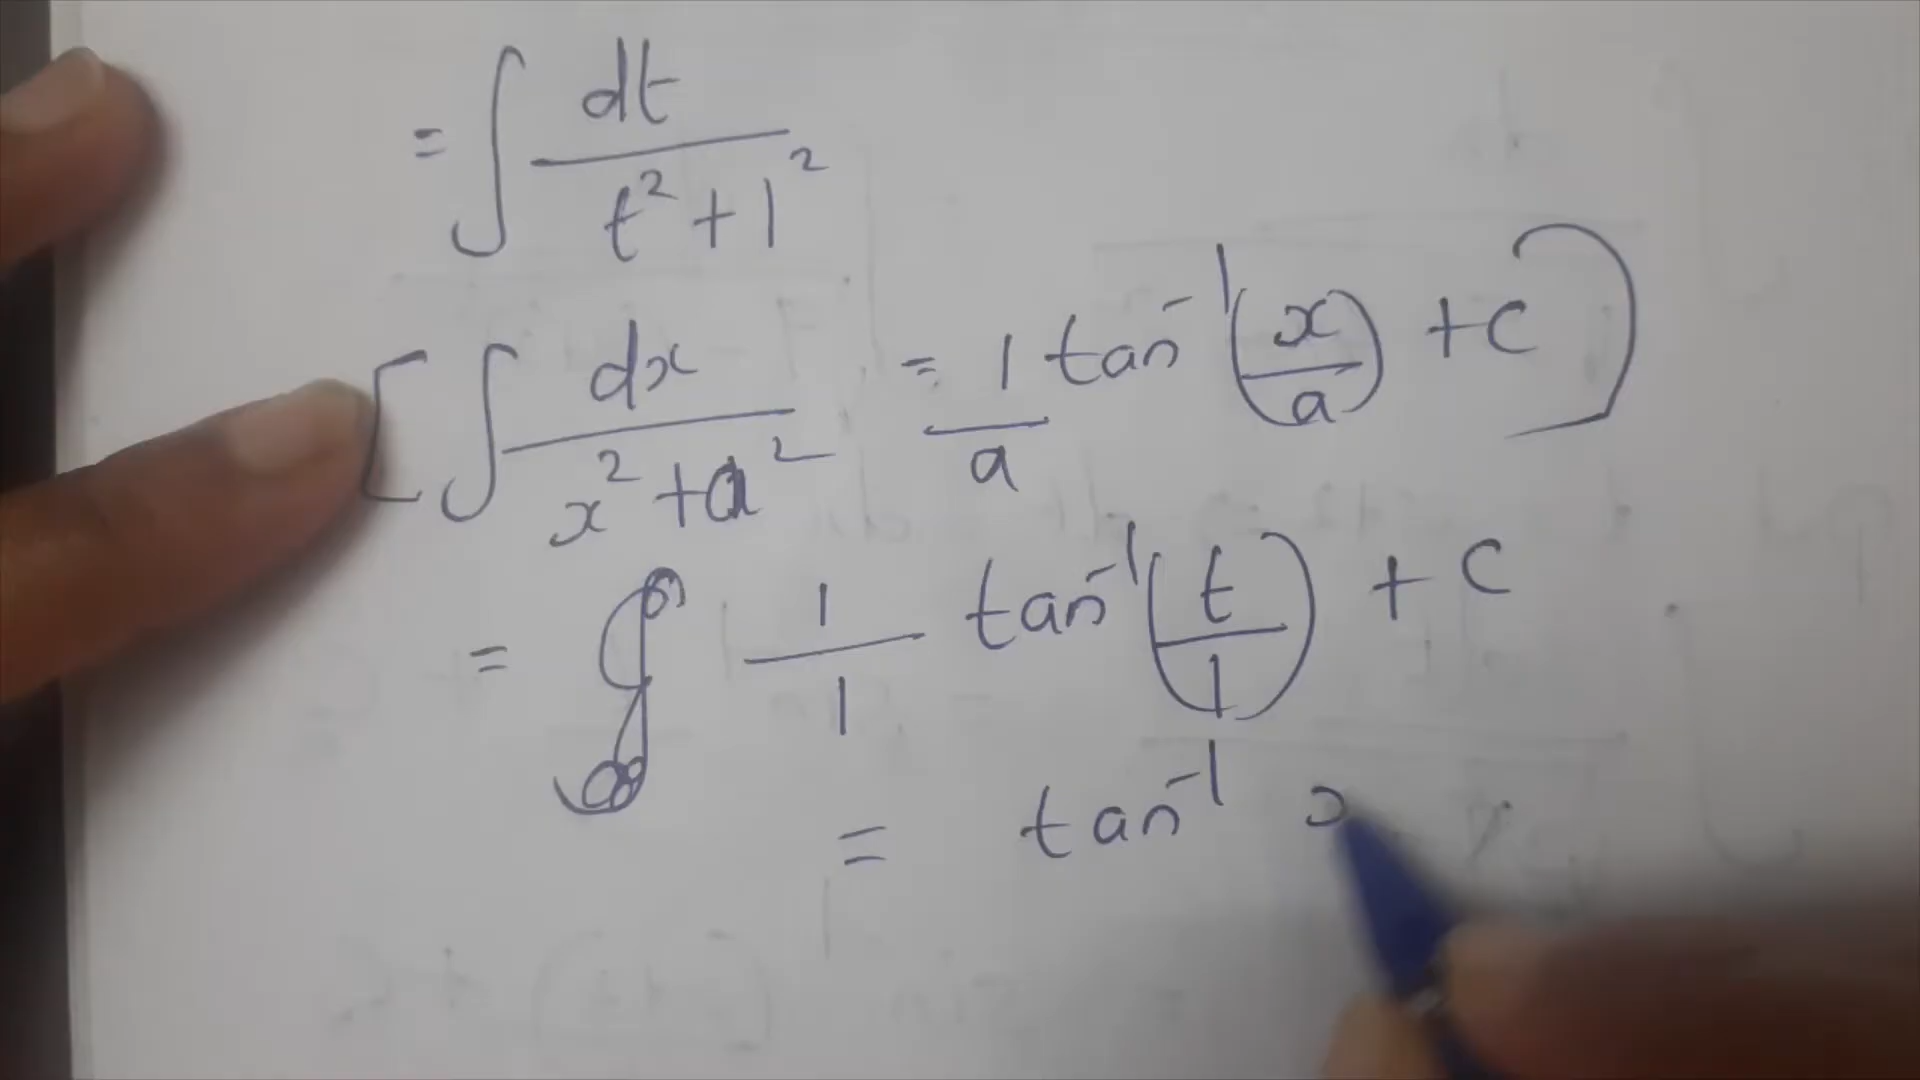 = ∫ dt / t² + 1²
[ ∫ dx / x² + a² = 1/a tan⁻¹ (x/a) + c ]
= 1/1 tan⁻¹ (t/1) + c
= tan⁻¹